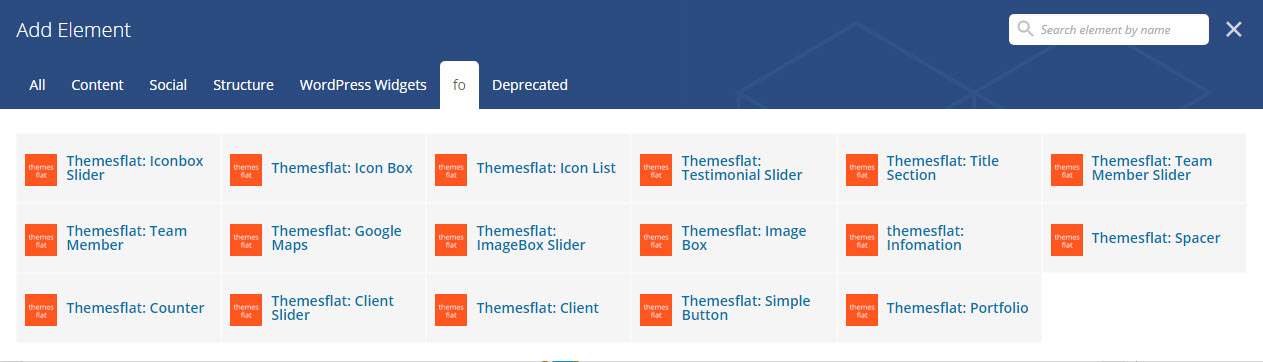 Add Element
Search element by name
All Content Social Structure WordPress Widgets fo Deprecated
themes
flat
Themesflat: Iconbox
Slider
themes
flat
Themesflat: Icon Box
themes
flat
Themesflat: Icon List
themes
flat
Themesflat:
Testimonial Slider
themes
flat
Themesflat: Title
Section
themes
flat
Themesflat: Team
Member Slider
themes
flat
Themesflat: Team
Member
themes
flat
Themesflat: Google
Maps
themes
flat
Themesflat:
ImageBox Slider
themes
flat
Themesflat: Image
Box
themes
flat
themesflat:
Infomation
themes
flat
Themesflat: Spacer
themes
flat
Themesflat: Counter
themes
flat
Themesflat: Client
Slider
themes
flat
Themesflat: Client
themes
flat
Themesflat: Simple
Button
themes
flat
Themesflat: Portfolio